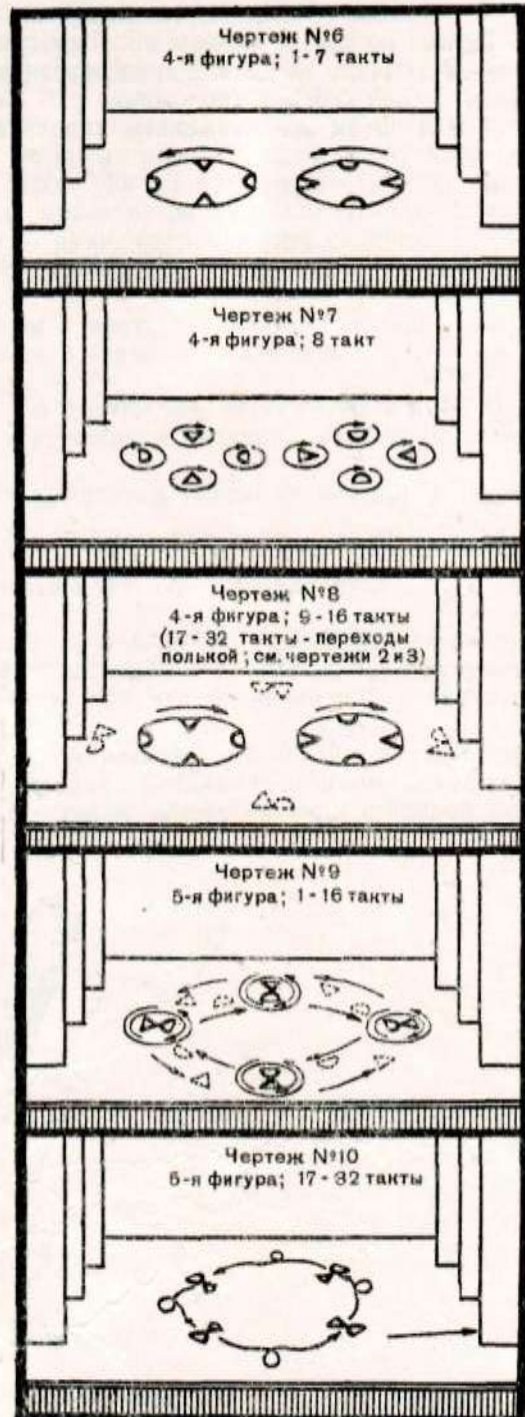 Чертеж №6
4-я фигура; 1-7 такты
Чертеж №7
4-я фигура; 8 такт
Чертеж №8
4-я фигура; 9-16 такты
(17-32 такты - переходы
полькой; см. чертежи 2 и 3)
Чертеж №9
5-я фигура; 1-16 такты
Чертеж №10
5-я фигура; 17-32 такты